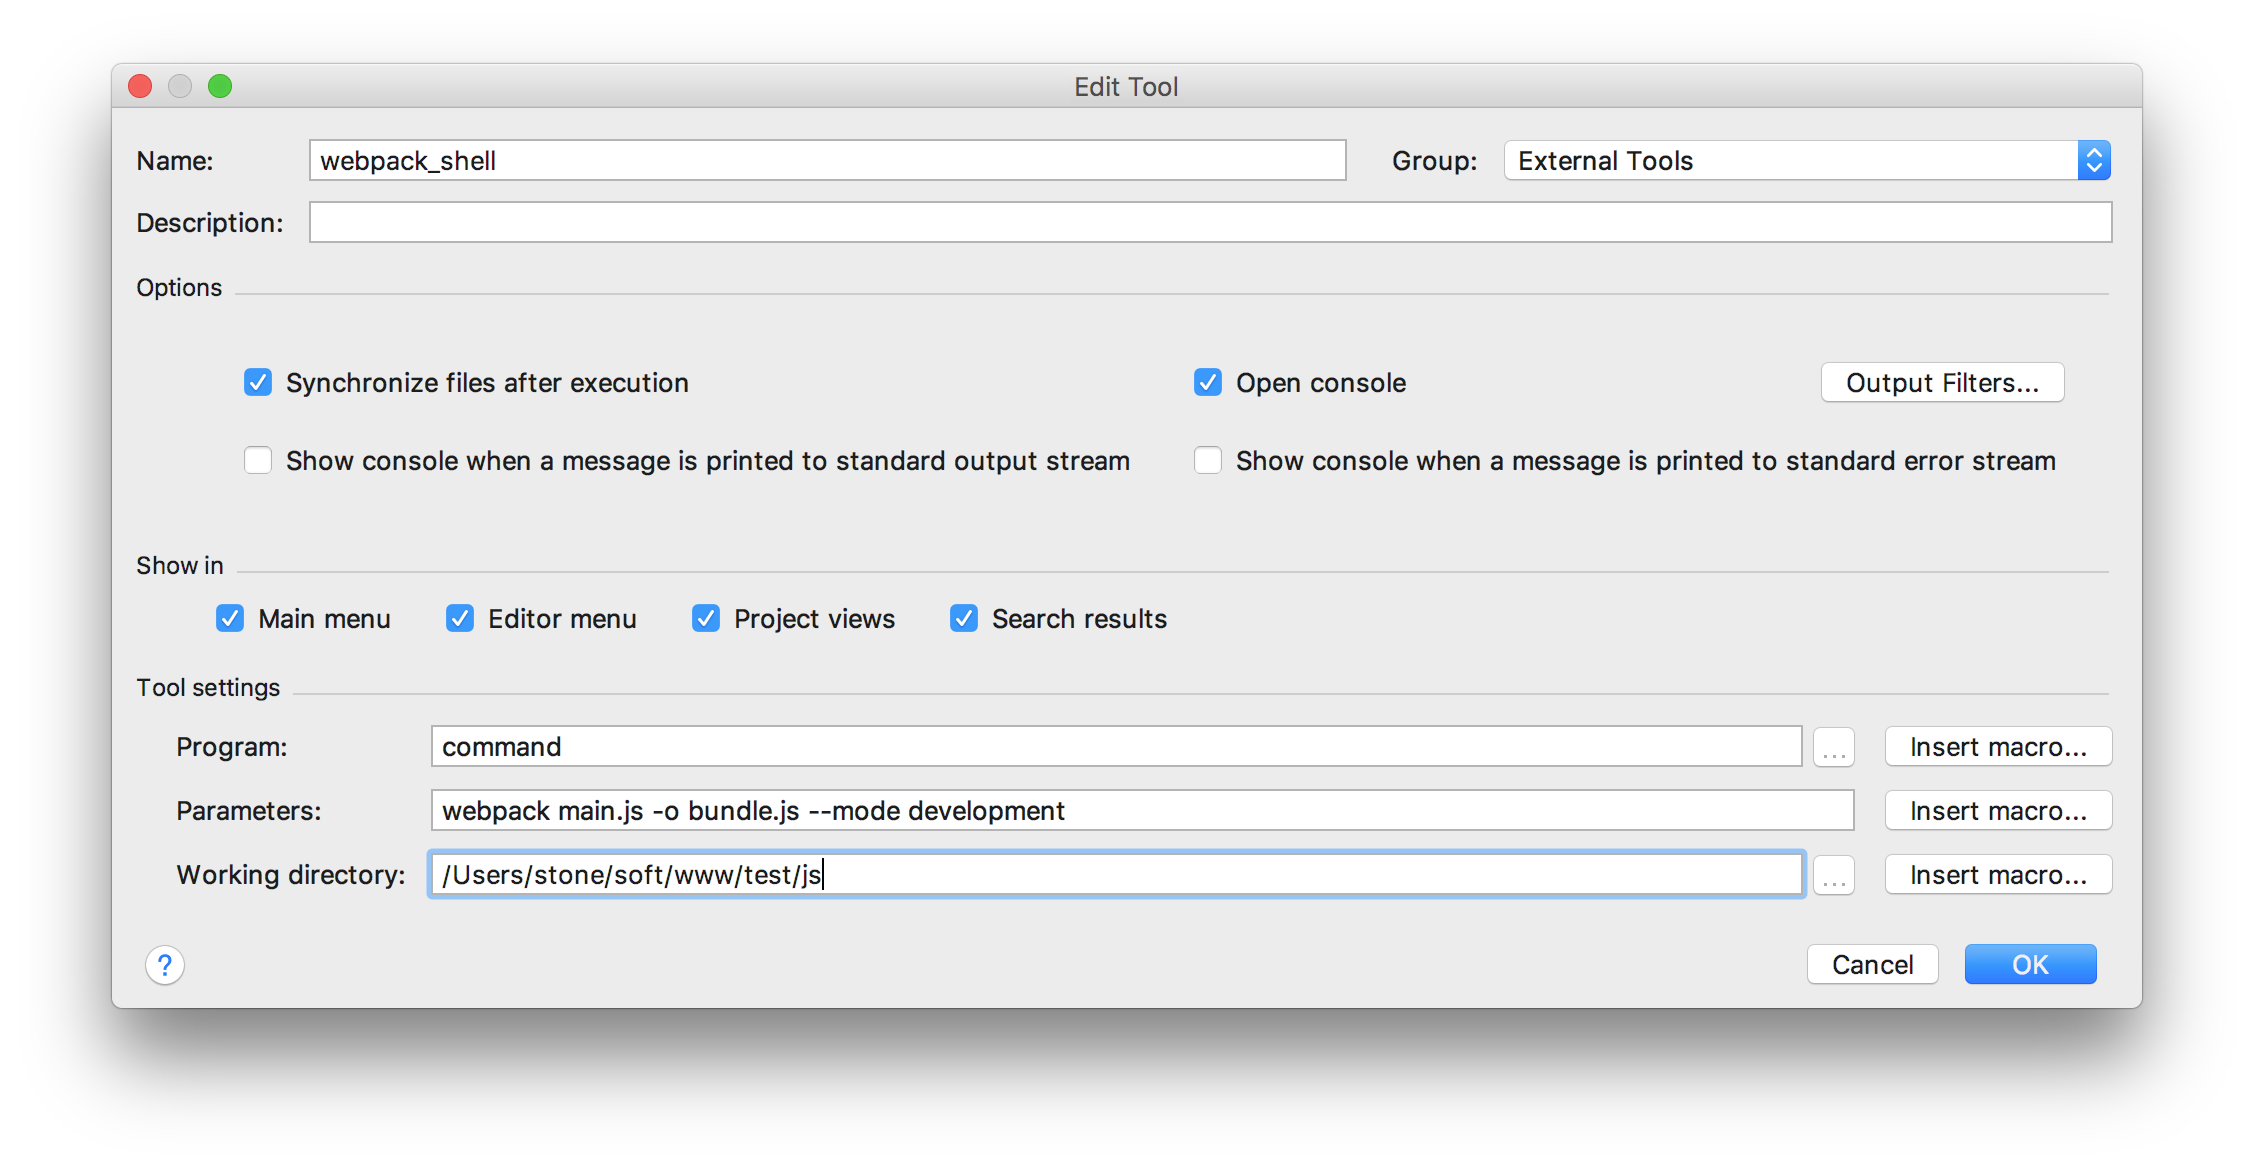 Edit Tool
Name: webpack_shell Group: External Tools
Description:
Options
Synchronize files after execution Open console Output Filters...
Show console when a message is printed to standard output stream Show console when a message is printed to standard error stream
Show in
Main menu Editor menu Project views Search results
Tool settings
Program: command ... Insert macro...
Parameters: webpack main.js -o bundle.js --mode development Insert macro...
Working directory: /Users/stone/soft/www/test/js ... Insert macro...
? Cancel OK